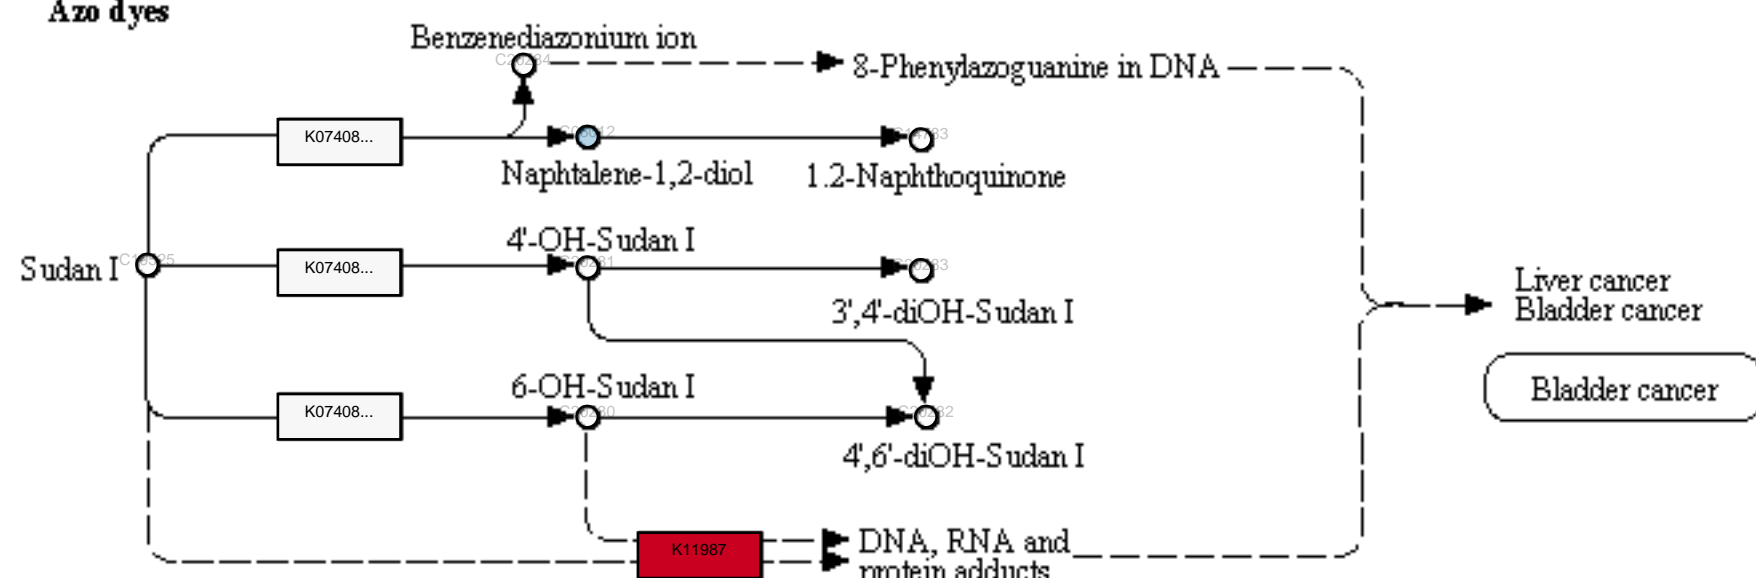 Azo dyes
Benzenediazonium ion
8-Phenylazoguanine in DNA
K07408...
Naphtalene-1,2-diol
1.2-Naphthoquinone
4'-OH-Sudan I
Sudan I
K07408...
3',4'-diOH-Sudan I
Liver cancer
Bladder cancer
6-OH-Sudan I
Bladder cancer
K07408...
4',6'-diOH-Sudan I
K11987
DNA, RNA and
protein adducts